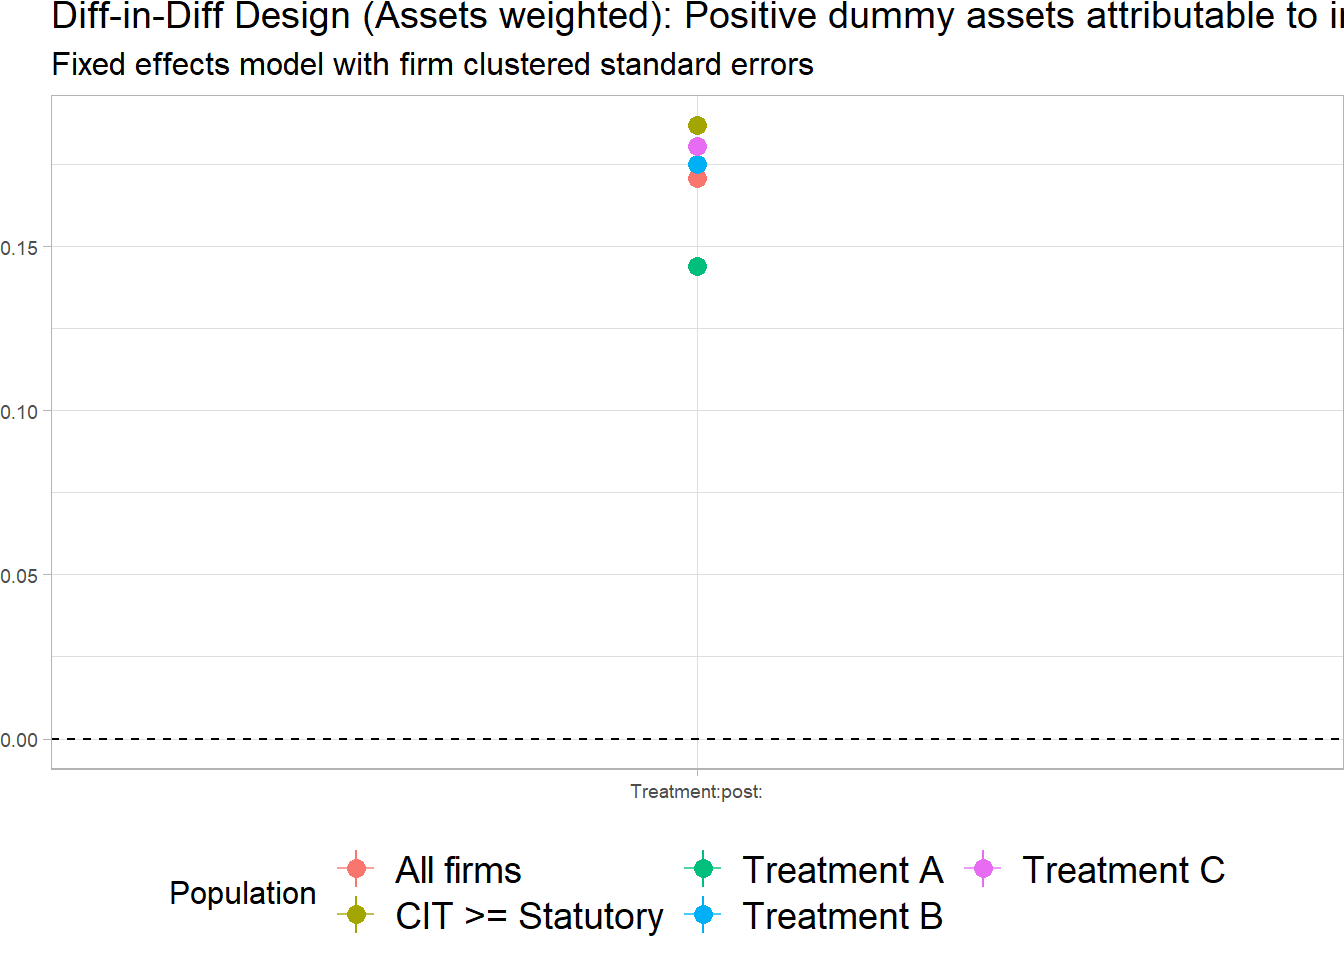 Diff-in-Diff Design (Assets weighted): Positive dummy assets attributable to
Fixed effects model with firm clustered standard errors
0.15
0.10
0.05
0.00
Treatment:post:
Population
All firms
Treatment A
Treatment C
CIT >= Statutory
Treatment B